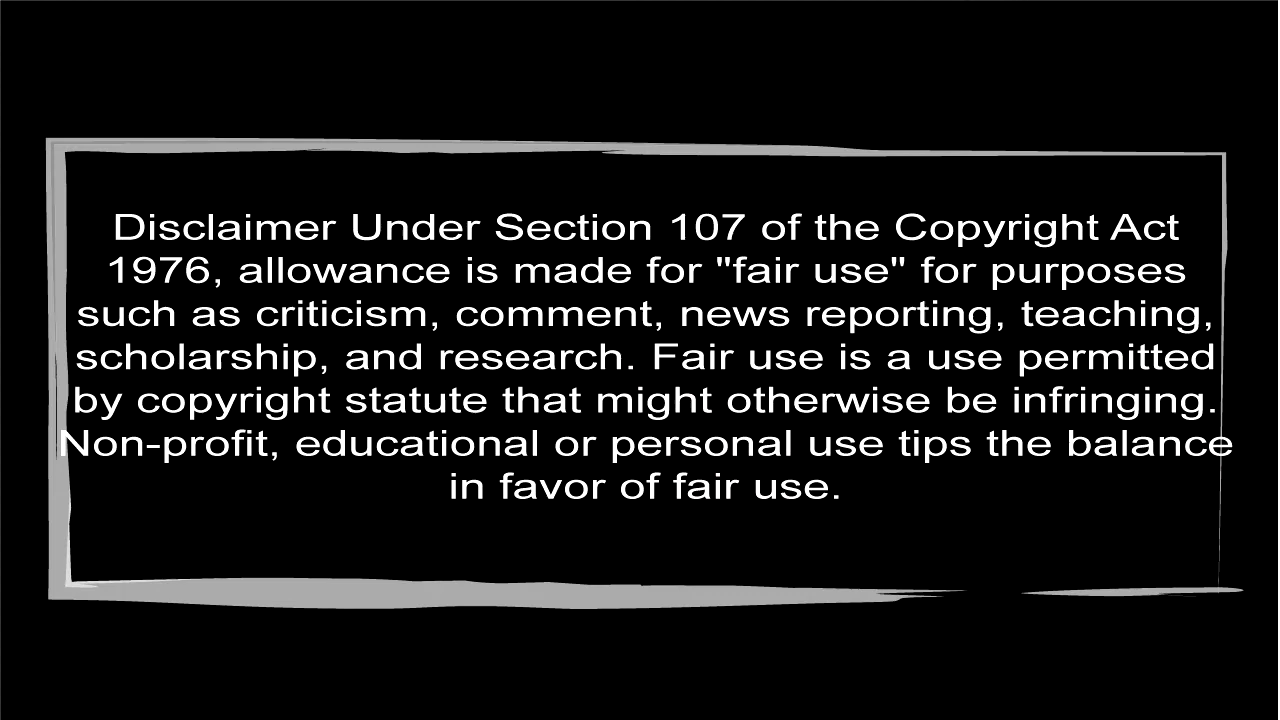 Disclaimer Under Section 107 of the Copyright Act
1976, allowance is made for "fair use" for purposes
such as criticism, comment, news reporting, teaching,
scholarship, and research. Fair use is a use permitted
by copyright statute that might otherwise be infringing.
Non-profit, educational or personal use tips the balance
in favor of fair use.